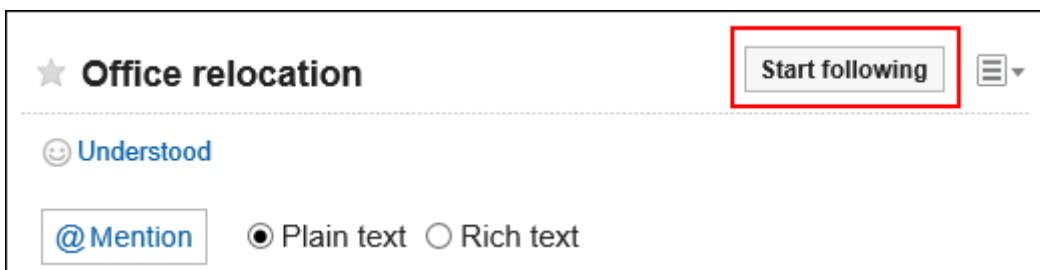 Office relocation Start following
Understood
@Mention Plain text Rich text